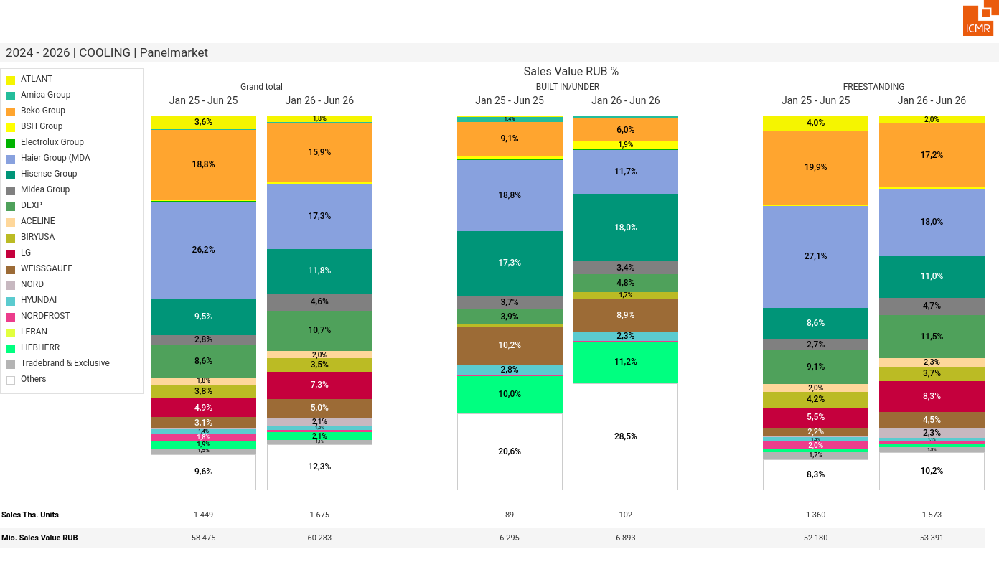 ICMR
2024 - 2026 | COOLING | Panelmarket
Sales Value RUB %
Grand total
BUILT IN/UNDER
FREESTANDING
Jan 25 - Jun 25
Jan 26 - Jun 26
Jan 25 - Jun 25
Jan 26 - Jun 26
Jan 25 - Jun 25
Jan 26 - Jun 26
ATLANT
Amica Group
Beko Group
BSH Group
Electrolux Group
Haier Group (MDA
Hisense Group
Midea Group
DEXP
ACELINE
BIRYUSA
LG
WEISSGAUFF
NORD
HYUNDAI
NORDFROST
LERAN
LIEBHERR
Tradebrand & Exclusive
Others
3,6%
18,8%
26,2%
9,5%
2,8%
8,6%
1,8%
3,8%
4,9%
3,1%
1,4%
1,8%
1,9%
1,5%
9,6%
1,8%
15,9%
17,3%
11,8%
4,6%
10,7%
2,0%
3,5%
7,3%
5,0%
2,1%
1,2%
2,1%
1,1%
12,3%
1,4%
9,1%
18,8%
17,3%
3,7%
3,9%
10,2%
2,8%
10,0%
20,6%
6,0%
1,9%
11,7%
18,0%
3,4%
4,8%
1,7%
8,9%
2,3%
11,2%
28,5%
4,0%
19,9%
27,1%
8,6%
2,7%
9,1%
2,0%
4,2%
5,5%
2,2%
1,3%
2,0%
1,7%
8,3%
2,0%
17,2%
18,0%
11,0%
4,7%
11,5%
2,3%
3,7%
8,3%
4,5%
2,3%
1,1%
1,3%
10,2%
Sales Ths. Units 1 449 1 675 89 102 1 360 1 573
Mio. Sales Value RUB 58 475 60 283 6 295 6 893 52 180 53 391